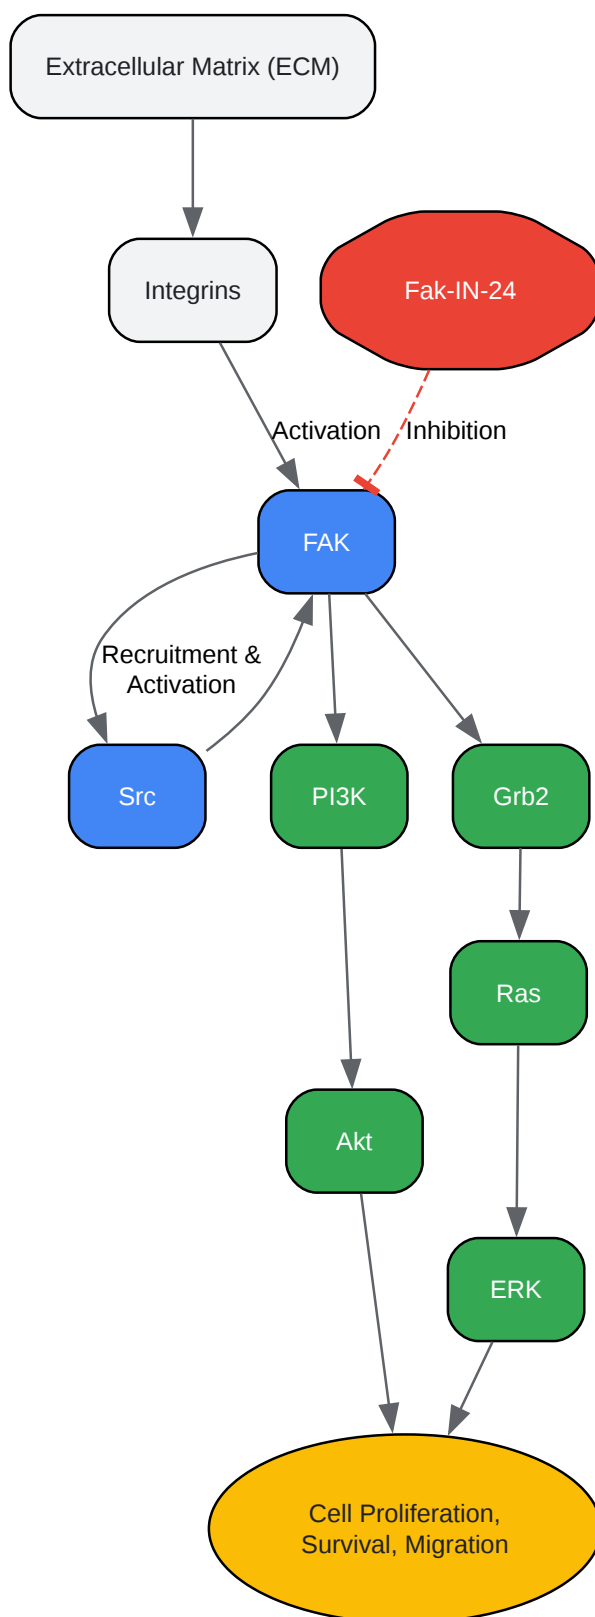 Extracellular Matrix (ECM)
Integrins
Fak-IN-24
Activation
Inhibition
FAK
Recruitment &
Activation
Src
PI3K
Grb2
Ras
Akt
ERK
Cell Proliferation,
Survival, Migration